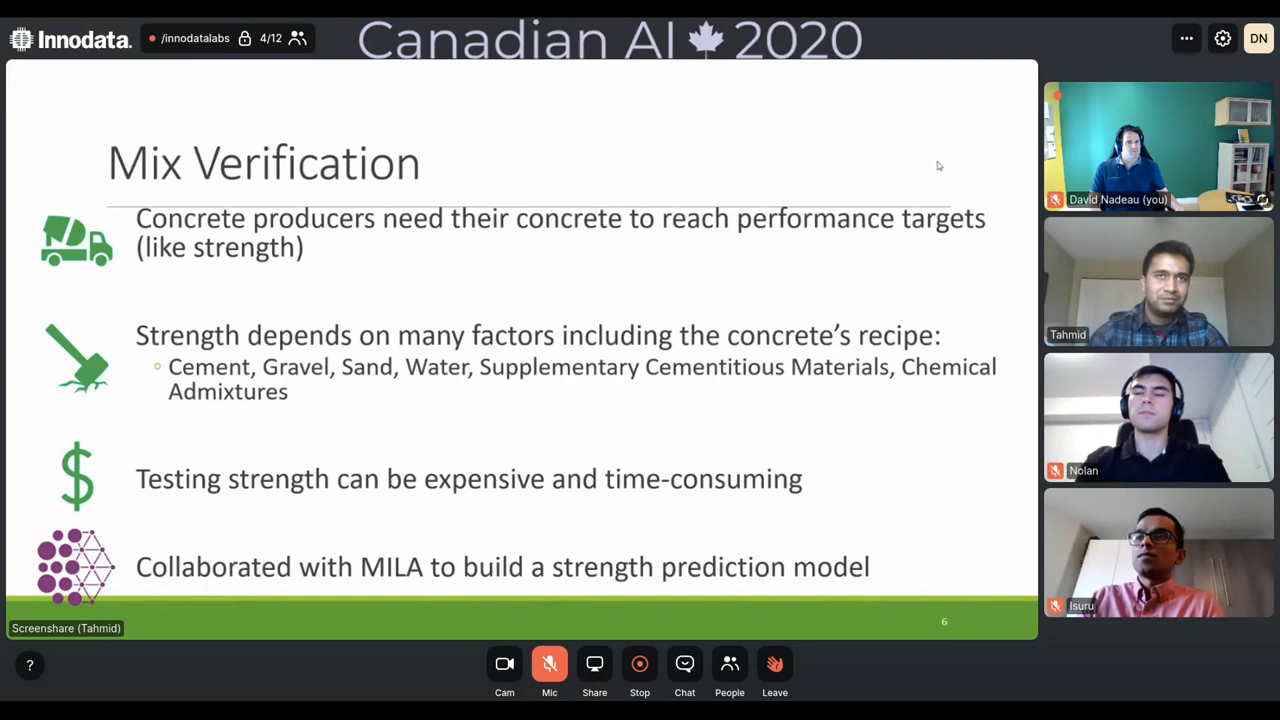 Innodata.
/innodatalabs
4/12
Canadian AI 2020
DN
Mix Verification
Concrete producers need their concrete to reach performance targets
(like strength)
Strength depends on many factors including the concrete’s recipe:
Cement, Gravel, Sand, Water, Supplementary Cementitious Materials, Chemical
Admixtures
$
Testing strength can be expensive and time-consuming
Collaborated with MILA to build a strength prediction model
6
Screenshare (Tahmid)
David Nadeau (you)
Tahmid
Nolan
Isuru
?
Cam
Mic
Share
Stop
Chat
People
Leave